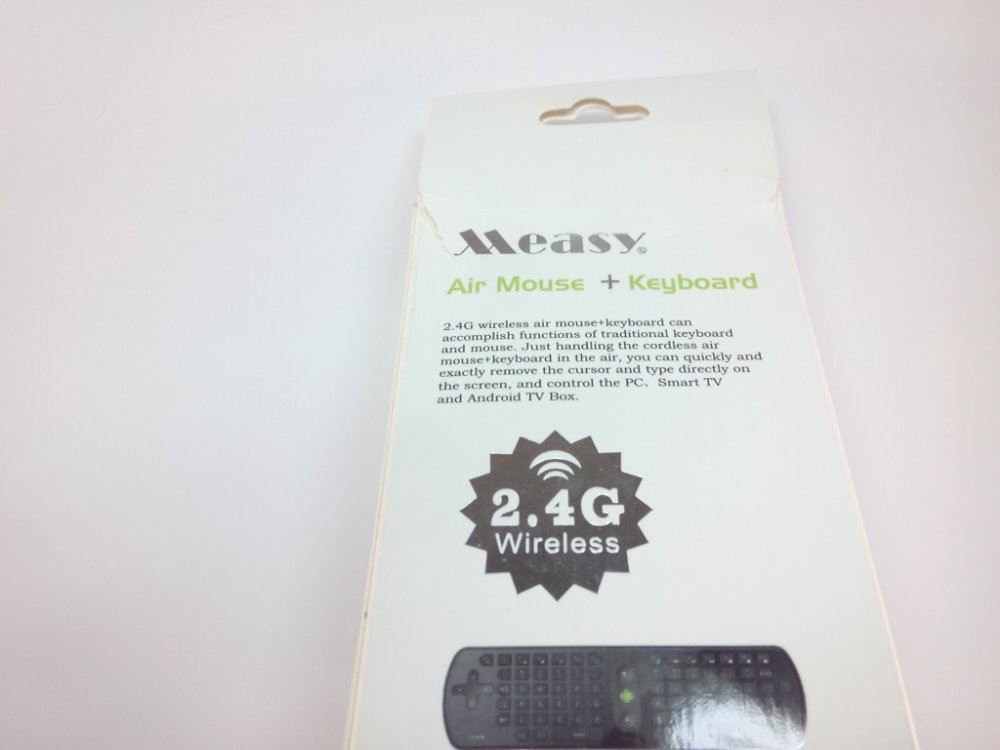 Measy®
Air Mouse + Keyboard
2.4G wireless air mouse+keyboard can
accomplish functions of traditional keyboard
and mouse. Just handling the cordless air
mouse+keyboard in the air, you can quickly and
exactly remove the cursor and type directly on
the screen, and control the PC、Smart TV
and Android TV Box.
2.4G
Wireless